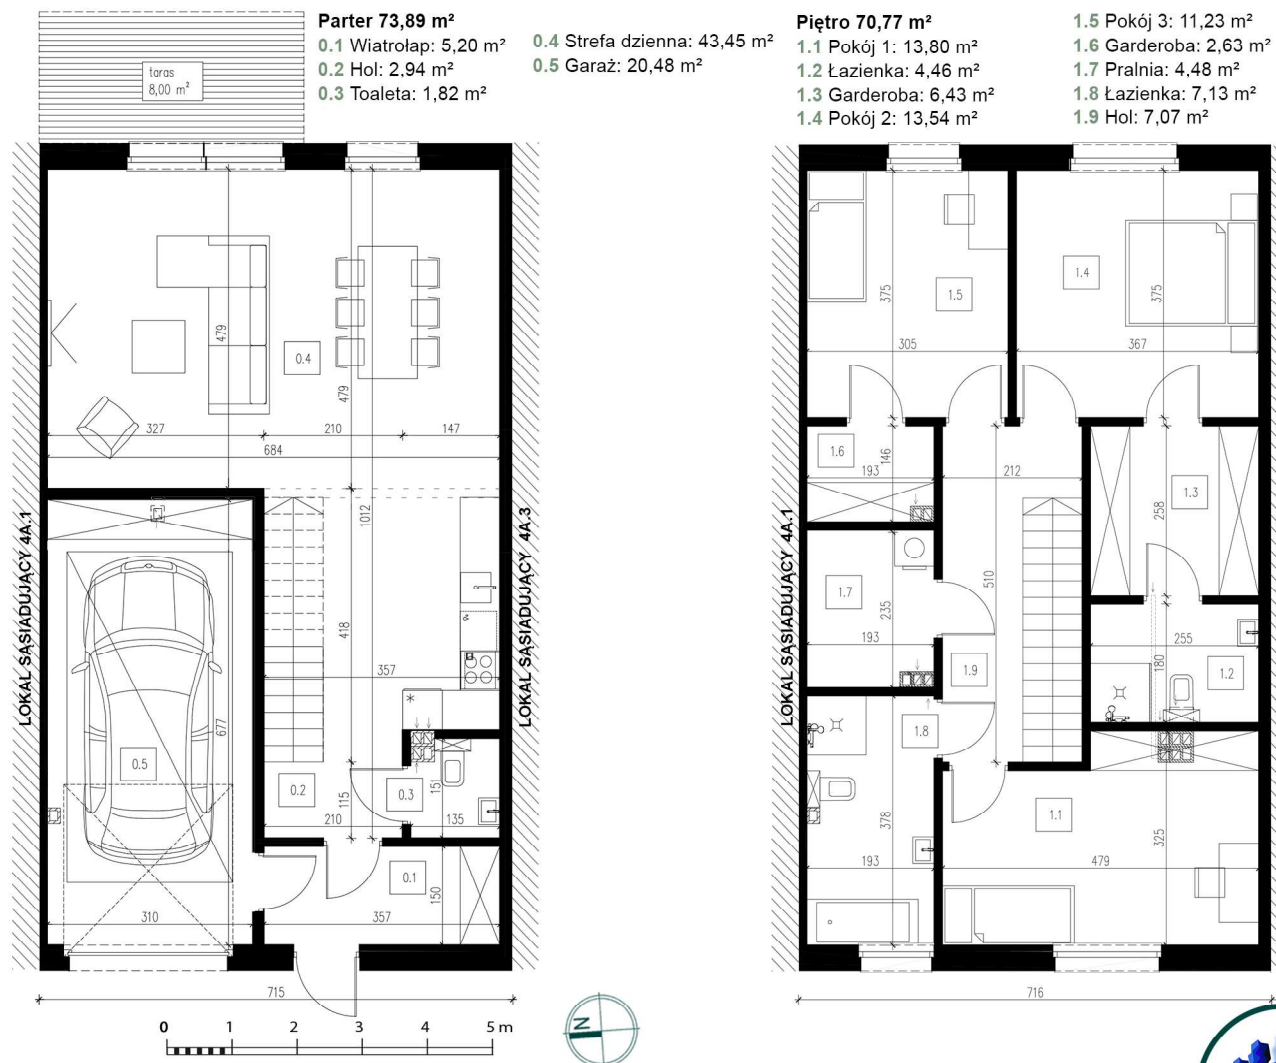 Parter 73,89 m²
0.1 Wiatrołap: 5,20 m²
0.2 Hol: 2,94 m²
0.3 Toaleta: 1,82 m²
0.4 Strefa dzienna: 43,45 m²
0.5 Garaż: 20,48 m²
Piętro 70,77 m²
1.1 Pokój 1: 13,80 m²
1.2 Łazienka: 4,46 m²
1.3 Garderoba: 6,43 m²
1.4 Pokój 2: 13,54 m²
1.5 Pokój 3: 11,23 m²
1.6 Garderoba: 2,63 m²
1.7 Pralnia: 4,48 m²
1.8 Łazienka: 7,13 m²
1.9 Hol: 7,07 m²
taras
8,00 m²
479
0.4
479
327
210
147
684
1012
LOKAL SĄSIADUJĄCY 4A.1
LOKAL SĄSIADUJĄCY 4A.3
418
357
677
0.5
0.2
115
0.3
151
210
135
0.1
150
310
357
715
0 1 2 3 4 5 m
N
375
1.5
305
1.4
375
367
1.6
146
193
212
1.3
258
LOKAL SĄSIADUJĄCY 4A.1
1.7
235
193
510
1.9
255
180
1.2
1.8
378
193
1.1
325
479
716